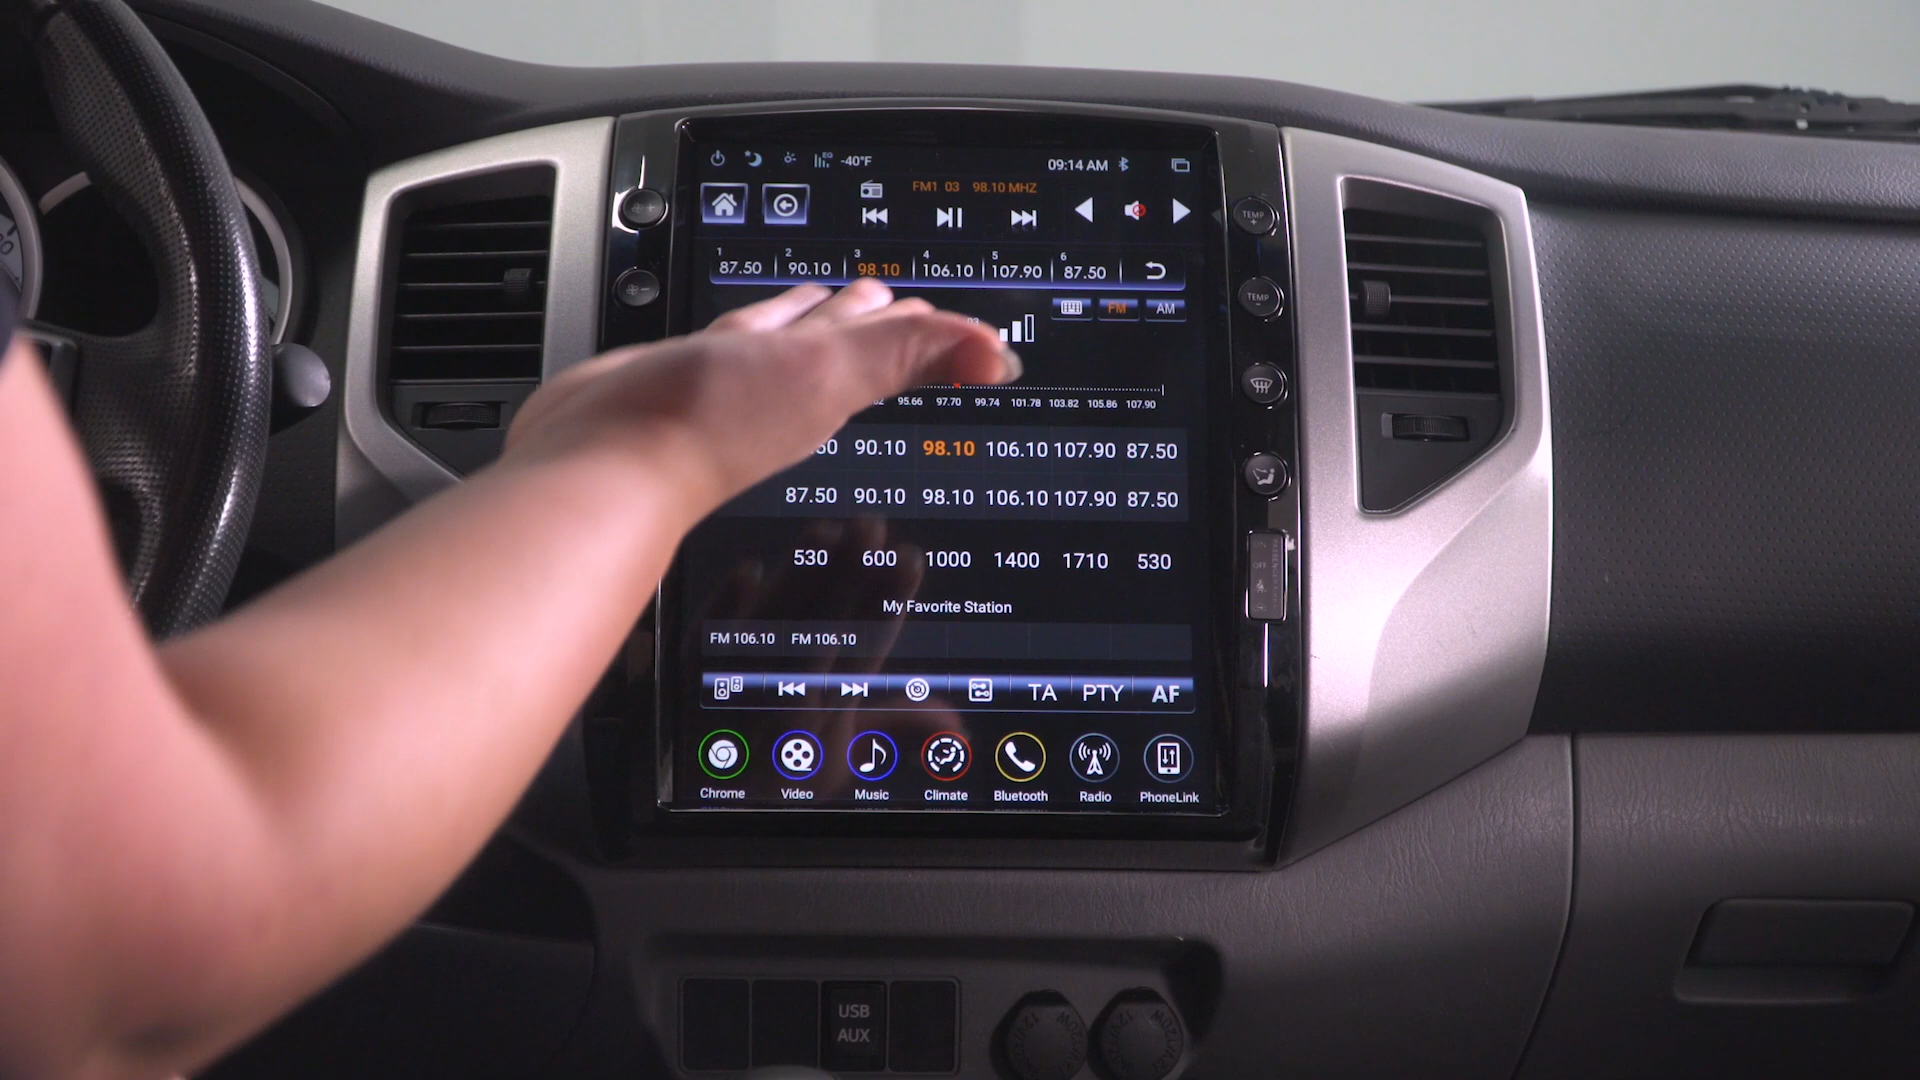 EQ -40°F 09:14 AM
FM1 03 98.10 MHZ
TEMP +
1 2 3 4 5 6
87.50 90.10 98.10 106.10 107.90 87.50
TEMP -
FM AM
03
95.66 97.70 99.74 101.78 103.82 105.86 107.90
90.10 98.10 106.10 107.90 87.50
87.50 90.10 98.10 106.10 107.90 87.50
530 600 1000 1400 1710 530
OFF
My Favorite Station
FM 106.10 FM 106.10
TA PTY AF
Chrome Video Music Climate Bluetooth Radio PhoneLink
USB
AUX